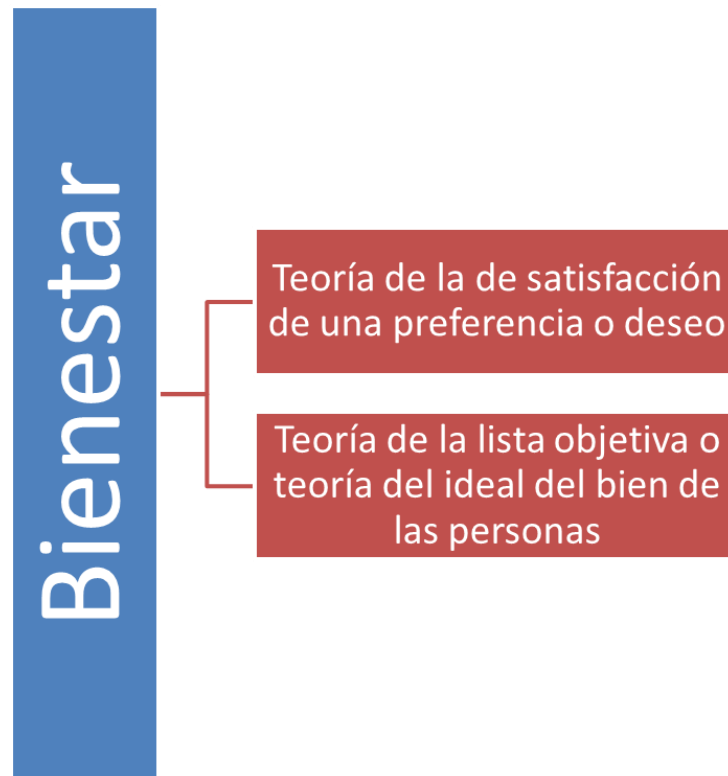 Bienestar
Teoría de la de satisfacción
de una preferencia o deseo
Teoría de la lista objetiva o
teoría del ideal del bien de
las personas